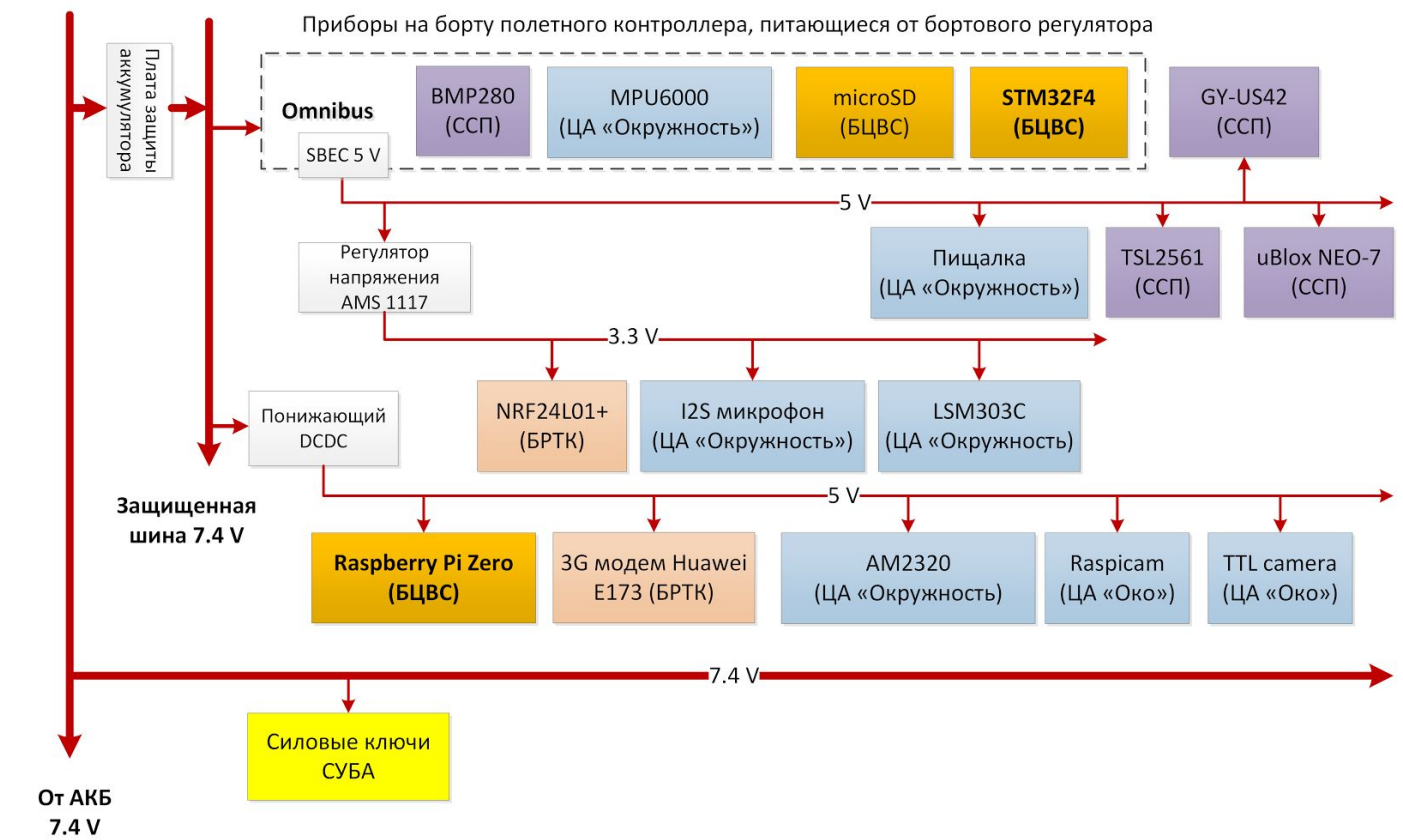 Приборы на борту полетного контроллера, питающиеся от бортового регулятора
Плата защиты
аккумулятора
Omnibus
SBEC 5 V
BMP280
(ССП)
MPU6000
(ЦА «Окружность»)
microSD
(БЦВС)
STM32F4
(БЦВС)
GY-US42
(ССП)
5 V
Регулятор
напряжения
AMS 1117
Пищалка
(ЦА «Окружность»)
TSL2561
(ССП)
uBlox NEO-7
(ССП)
3.3 V
NRF24L01+
(БРТК)
I2S микрофон
(ЦА «Окружность»)
LSM303C
(ЦА «Окружность)
Понижающий
DCDC
Защищенная
шина 7.4 V
5 V
Raspberry Pi Zero
(БЦВС)
3G модем Huawei
E173 (БРТК)
AM2320
(ЦА «Окружность)
Raspicam
(ЦА «Око»)
TTL camera
(ЦА «Око»)
7.4 V
Силовые ключи
СУБА
От АКБ
7.4 V